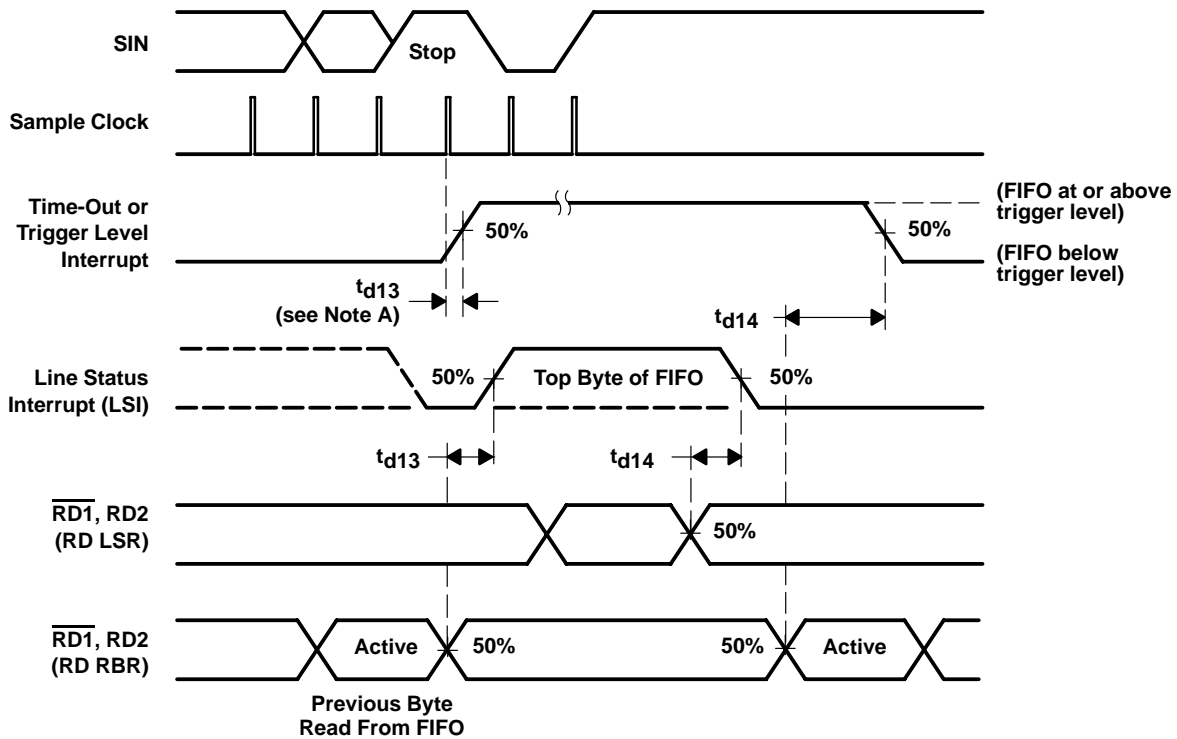 SIN
Stop
Sample Clock
Time-Out or
Trigger Level
Interrupt
50%
50%
(FIFO at or above
trigger level)
(FIFO below
trigger level)
td13
(see Note A)
td14
Line Status
Interrupt (LSI)
50%
Top Byte of FIFO
50%
td13
td14
RD1, RD2
(RD LSR)
50%
RD1, RD2
(RD RBR)
Active
50%
50%
Active
Previous Byte
Read From FIFO